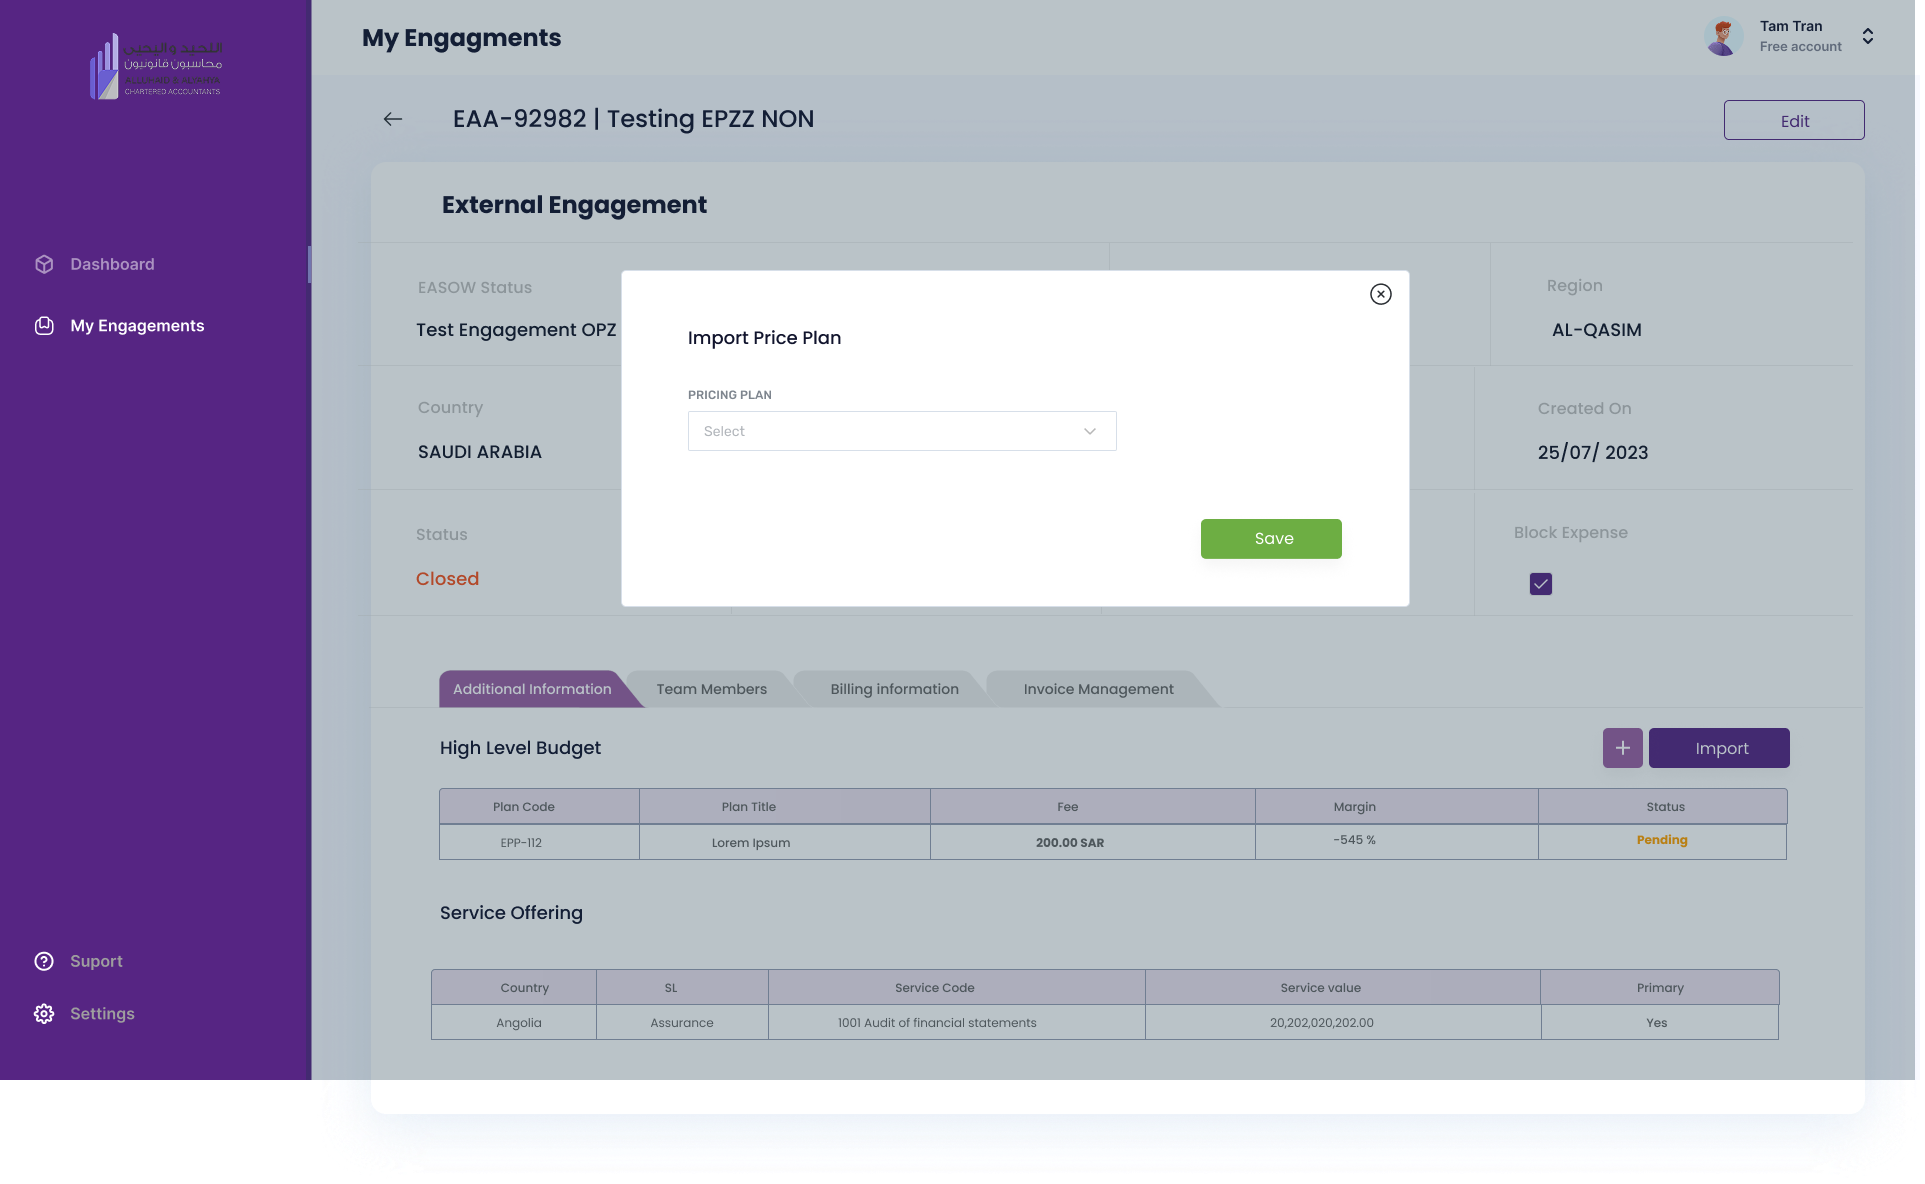 محاسبون قانونيون
CHARTERED ACCOUNTANTS
Dashboard
My Engagements
Suport
Settings
My Engagments
Tam Tran
Free account
EAA-92982 | Testing EPZZ NON
Edit
External Engagement
EASOW Status
Test Engagement OPZ
Region
AL-QASIM
Country
SAUDI ARABIA
Created On
25/07/ 2023
Status
Closed
Block Expense
Import Price Plan
PRICING PLAN
Select
Save
Additional Information
Team Members
Billing information
Invoice Management
High Level Budget
+
Import
Plan Code
Plan Title
Fee
Margin
Status
EPP-112
Lorem Ipsum
200.00 SAR
-545 %
Pending
Service Offering
Country
SL
Service Code
Service value
Primary
Angolia
Assurance
1001 Audit of financial statements
20,202,020,202.00
Yes